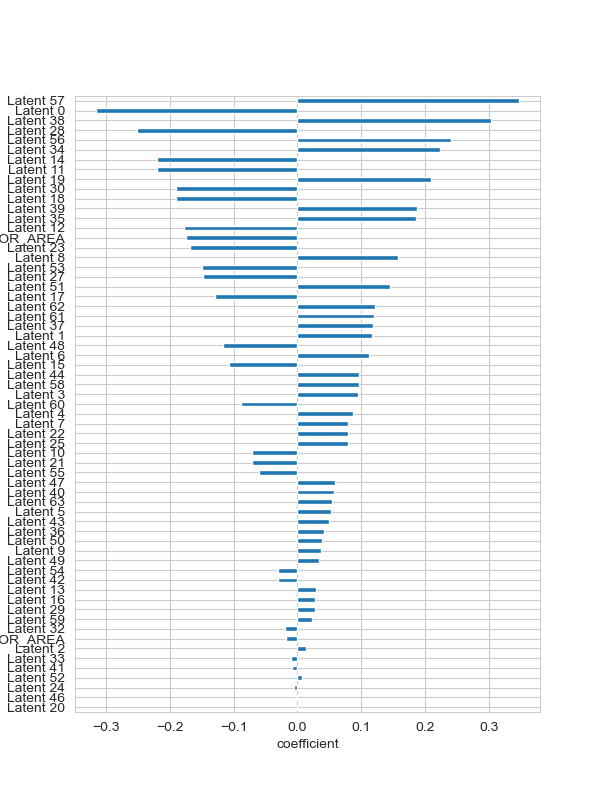 Latent 57
Latent 0
Latent 38
Latent 28
Latent 56
Latent 34
Latent 14
Latent 11
Latent 19
Latent 30
Latent 18
Latent 39
Latent 35
Latent 12
OR_AREA
Latent 23
Latent 8
Latent 53
Latent 27
Latent 51
Latent 17
Latent 62
Latent 61
Latent 37
Latent 1
Latent 48
Latent 6
Latent 15
Latent 44
Latent 58
Latent 3
Latent 60
Latent 4
Latent 7
Latent 22
Latent 25
Latent 10
Latent 21
Latent 55
Latent 47
Latent 40
Latent 63
Latent 5
Latent 43
Latent 36
Latent 50
Latent 9
Latent 49
Latent 54
Latent 42
Latent 13
Latent 16
Latent 29
Latent 59
Latent 32
OR_AREA
Latent 2
Latent 33
Latent 41
Latent 52
Latent 24
Latent 46
Latent 20
−0.3 −0.2 −0.1 0.0 0.1 0.2 0.3
coefficient